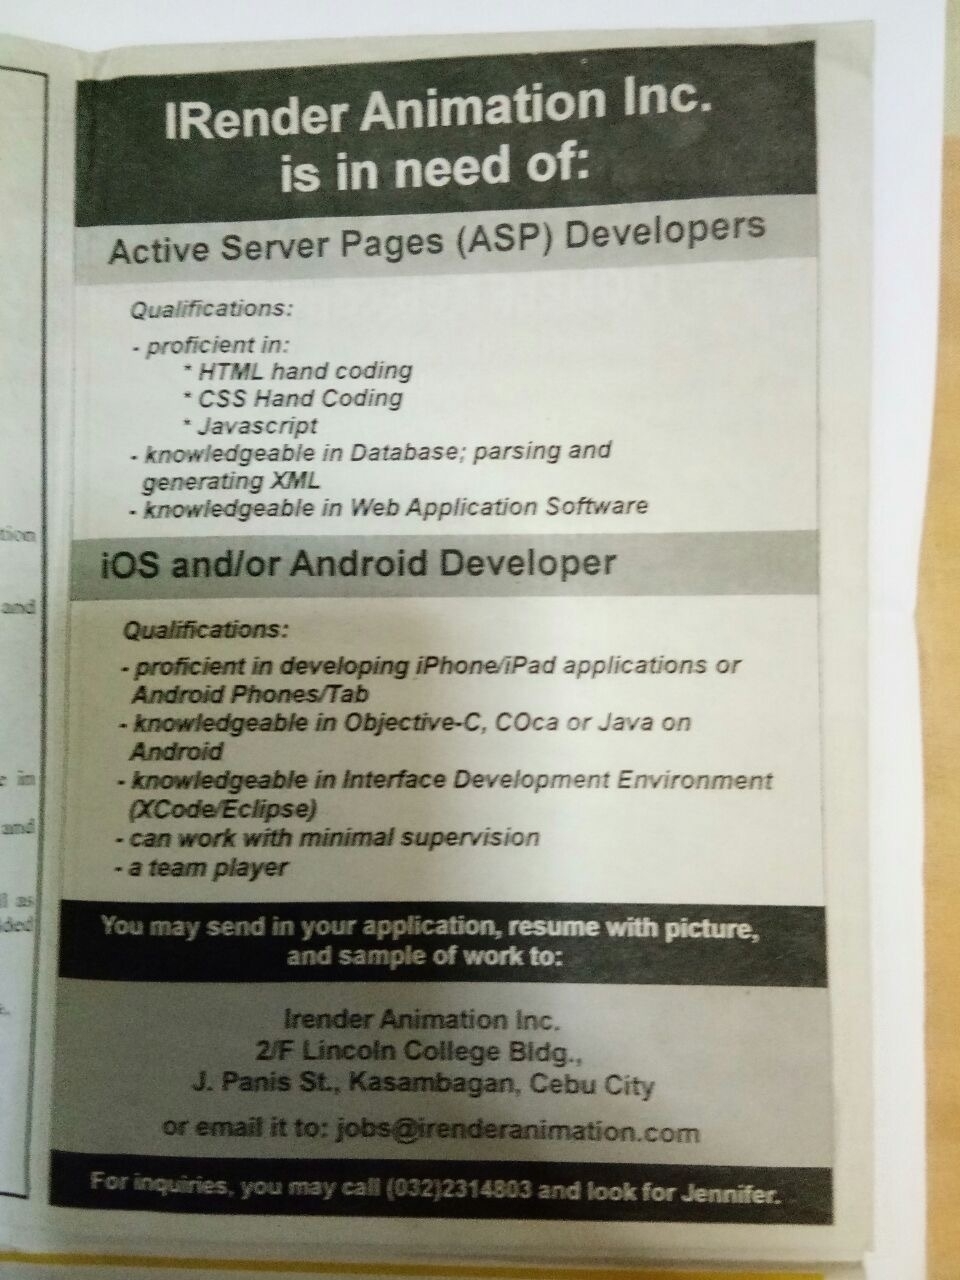 IRender Animation Inc.
is in need of:
Active Server Pages (ASP) Developers
Qualifications:
- proficient in:
* HTML hand coding
* CSS Hand Coding
* Javascript
- knowledgeable in Database; parsing and
generating XML
- knowledgeable in Web Application Software
iOS and/or Android Developer
Qualifications:
- proficient in developing iPhone/iPad applications or
Android Phones/Tab
- knowledgeable in Objective-C, COca or Java on
Android
- knowledgeable in Interface Development Environment
(XCode/Eclipse)
- can work with minimal supervision
- a team player
You may send in your application, resume with picture,
and sample of work to:
Irender Animation Inc.
2/F Lincoln College Bldg.,
J. Panis St., Kasambagan, Cebu City
or email it to: jobs@irenderanimation.com
For inquiries, you may call (032)2314803 and look for Jennifer.
and
in
and
as